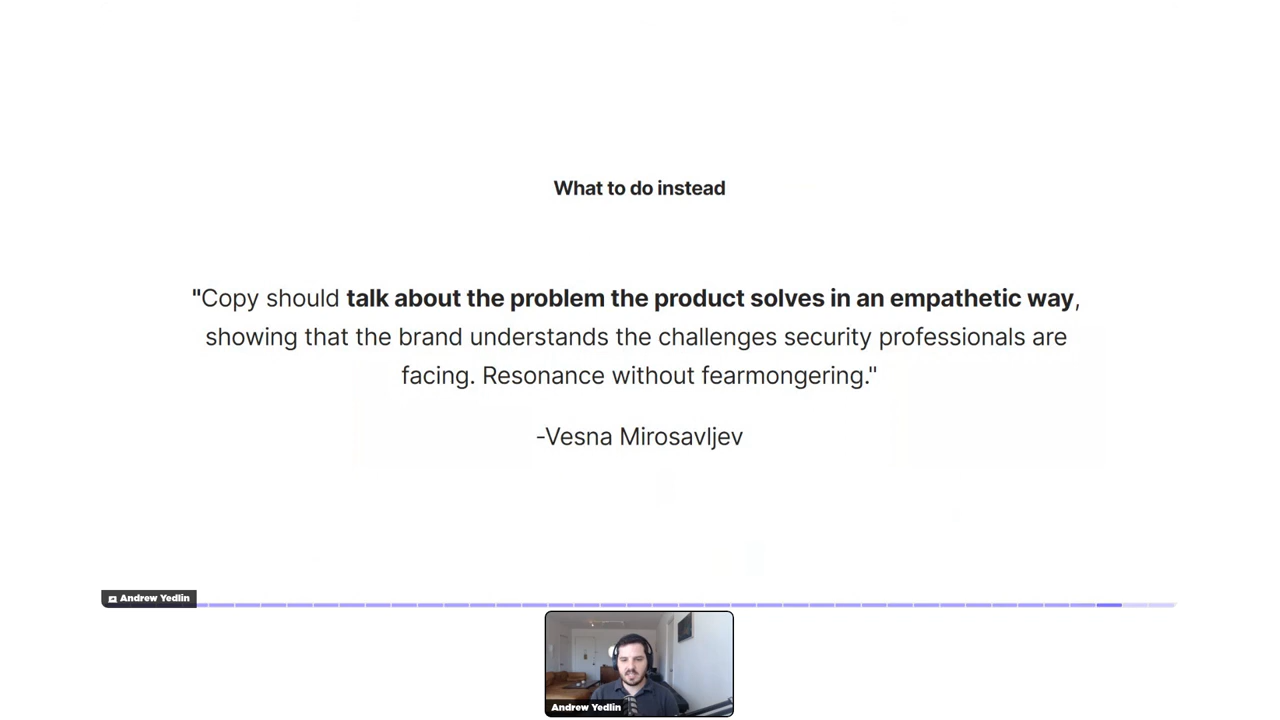 What to do instead
"Copy should talk about the problem the product solves in an empathetic way,
showing that the brand understands the challenges security professionals are
facing. Resonance without fearmongering."
-Vesna Mirosavljev
Andrew Yedlin
Andrew Yedlin